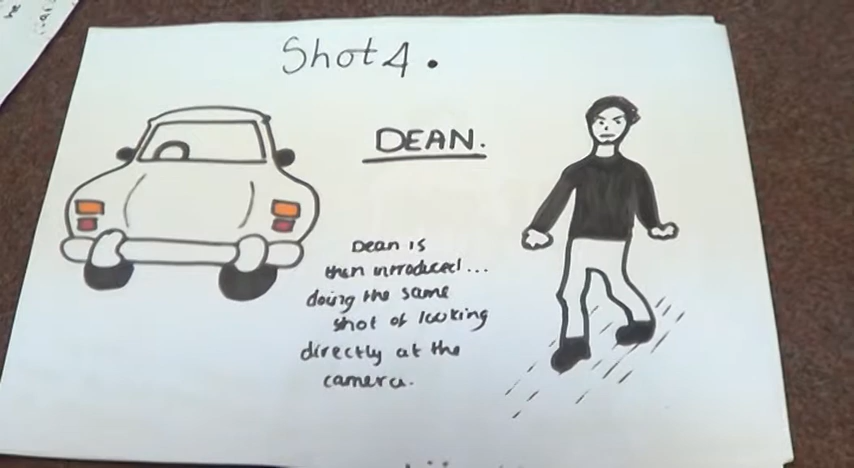 Shot 4.
DEAN.
Dean is
then introduced...
doing the same
shot of looking
directly at the
camera.